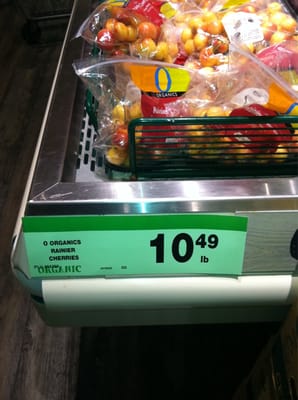 O
ORGANICS
O ORGANICS
RAINIER
CHERRIES
ORGANIC
10 49
lb